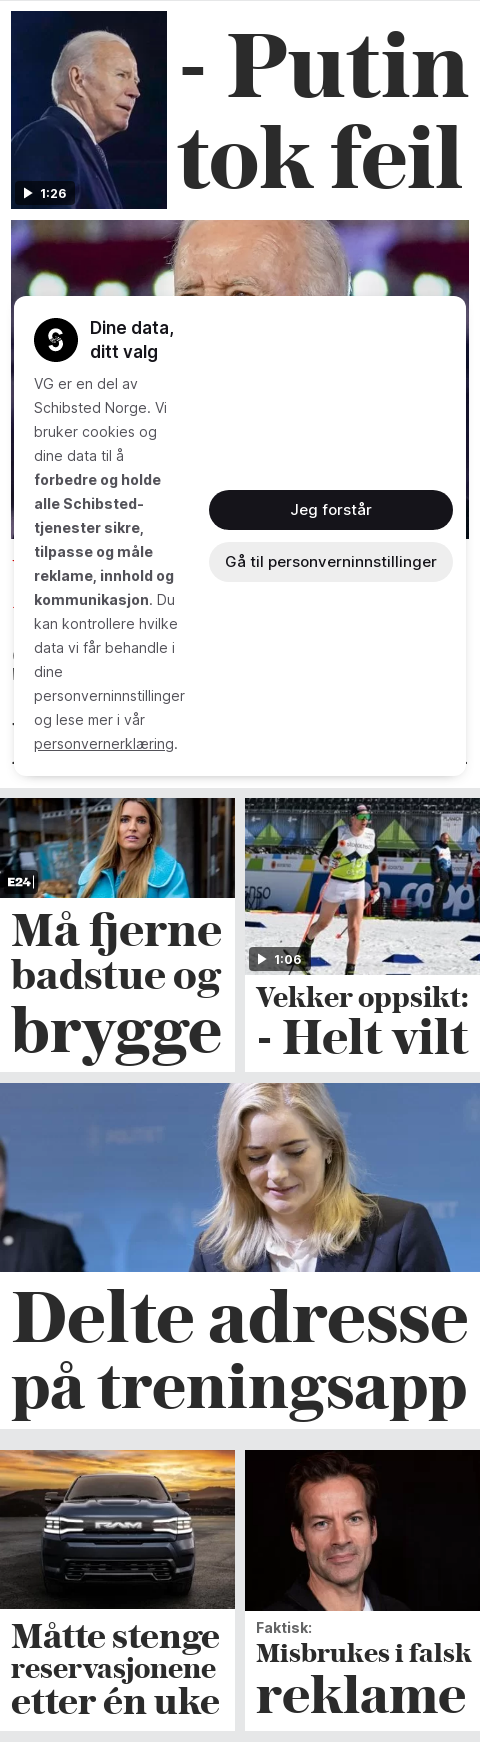 - Putin
tok feil
1:26
Dine data,
ditt valg
VG er en del av
Schibsted Norge. Vi
bruker cookies og
dine data til å
forbedre og holde
alle Schibsted-
tjenester sikre,
tilpasse og måle
reklame, innhold og
kommunikasjon. Du
kan kontrollere hvilke
data vi får behandle i
dine
personverninnstillinger
og lese mer i vår
personvernerklæring.
Jeg forstår
Gå til personverninnstillinger
E24
Må fjerne
badstue og
brygge
coop
1:06
Vekker oppsikt:
- Helt vilt
Delte adresse
på treningsapp
RAM
Måtte stenge
reservasjonene
etter én uke
Faktisk:
Misbrukes i falsk
reklame